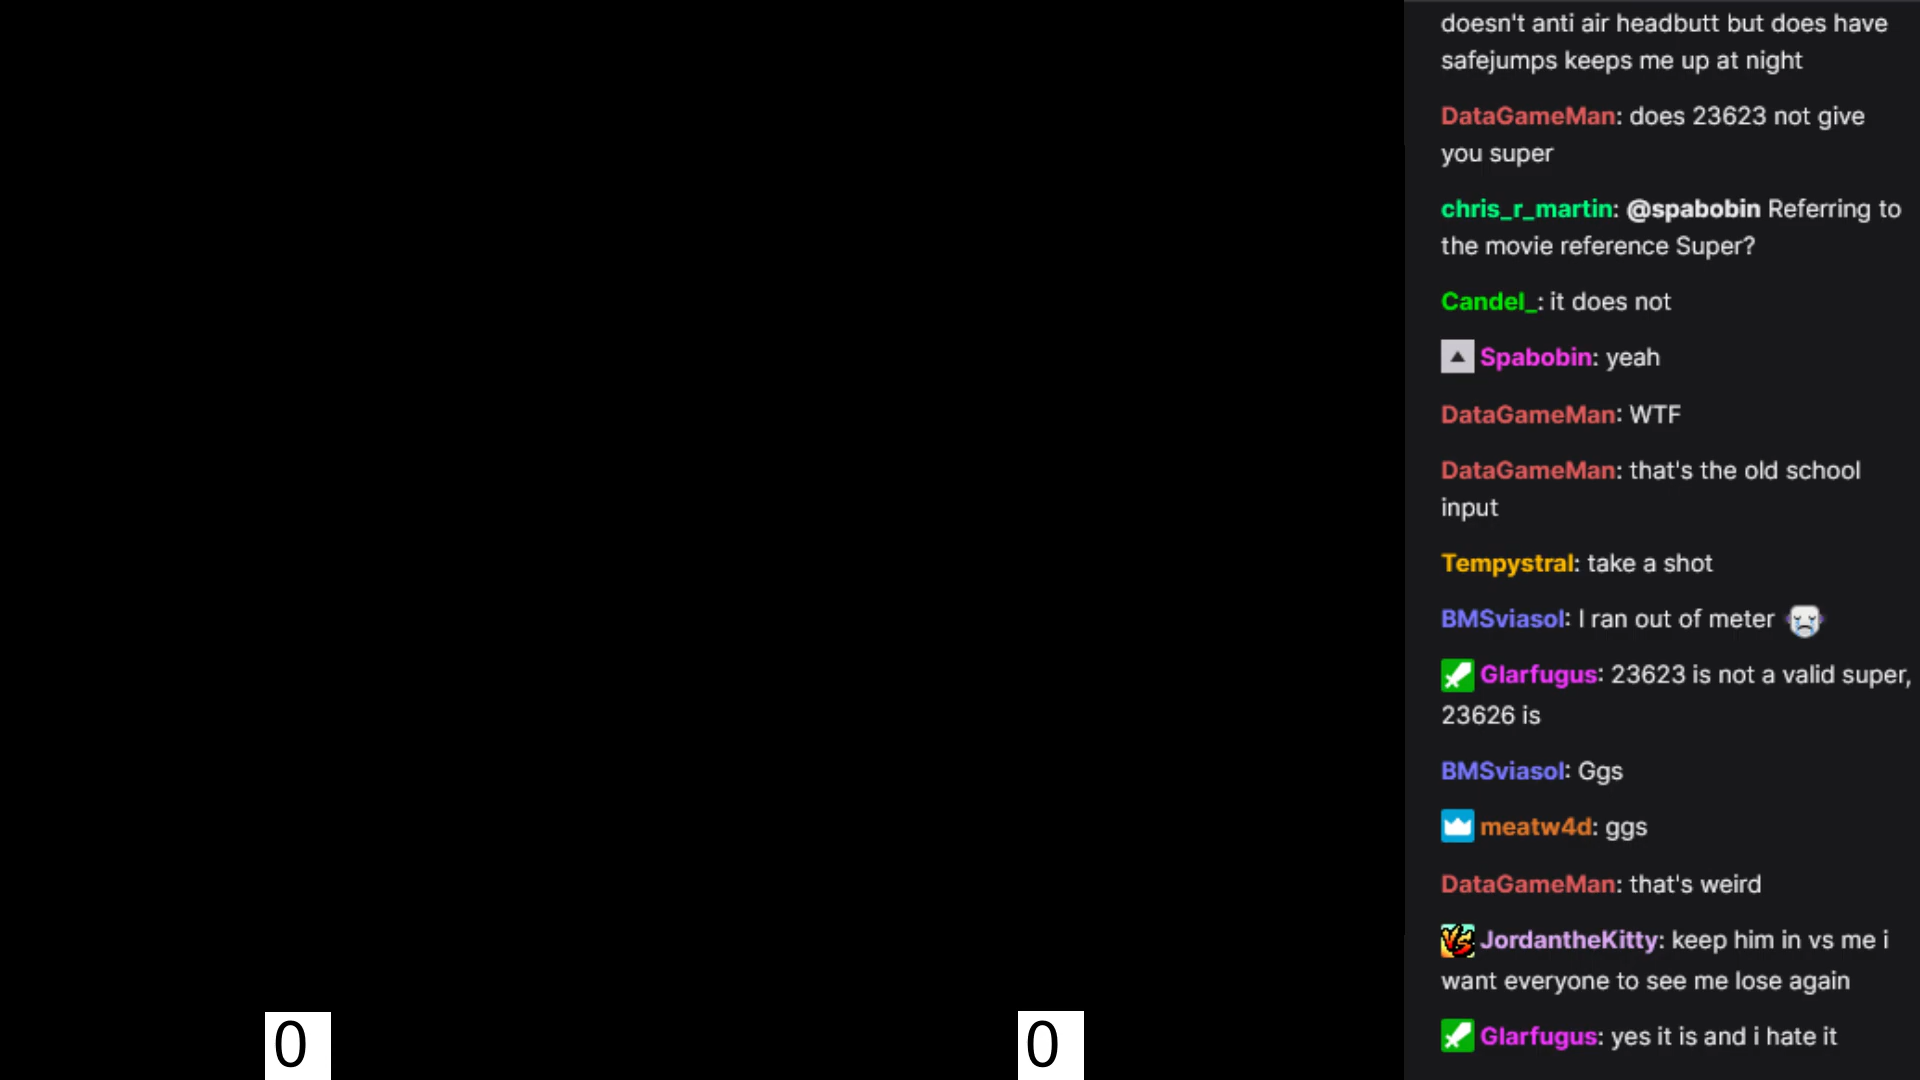 doesn't anti air headbutt but does have
safejumps keeps me up at night
DataGameMan: does 23623 not give
you super
chris_r_martin: @spabobin Referring to
the movie reference Super?
Candel_: it does not
Spabobin: yeah
DataGameMan: WTF
DataGameMan: that's the old school
input
Tempystral: take a shot
BMSviasol: I ran out of meter
Glarfugus: 23623 is not a valid super,
23626 is
BMSviasol: Ggs
meatw4d: ggs
DataGameMan: that's weird
JordantheKitty: keep him in vs me i
want everyone to see me lose again
Glarfugus: yes it is and i hate it
0
0